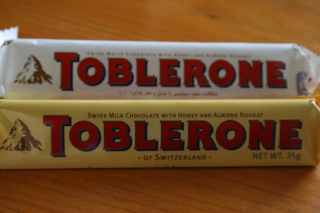 Swiss White Chocolate with Honey and Almond Nougat
TOBLERONE
Swiss Milk Chocolate with Honey and Almond Nougat
TOBLERONE
- OF SWITZERLAND -
NET WT. 35g